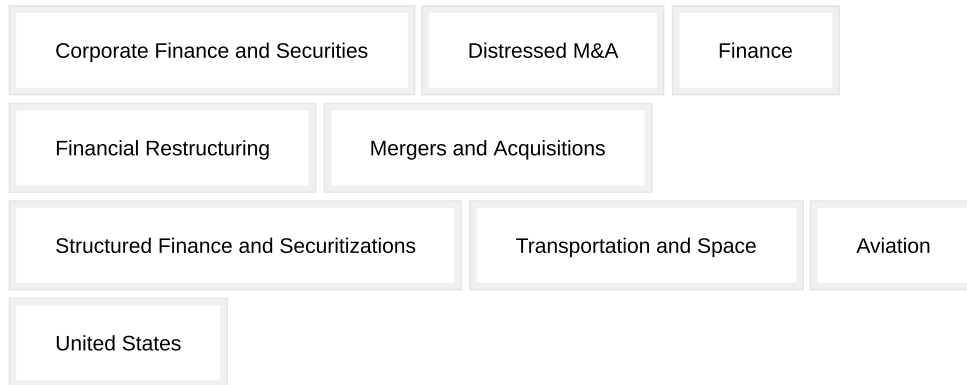 Corporate Finance and Securities Distressed M&A Finance
Financial Restructuring Mergers and Acquisitions
Structured Finance and Securitizations Transportation and Space Aviation
United States